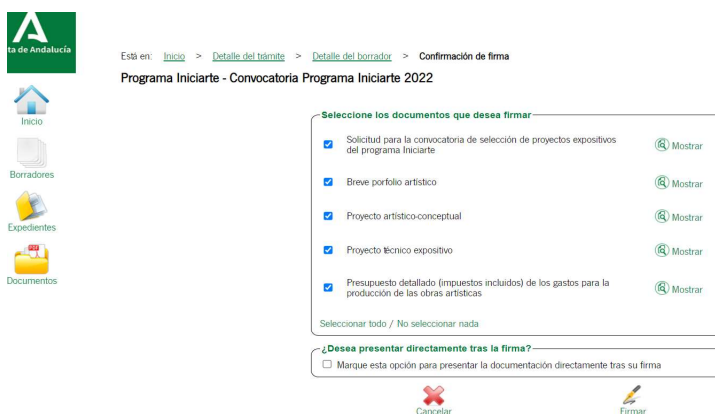 ta de Andalucía
Está en: Inicio > Detalle del trámite > Detalle del borrador > Confirmación de firma
Programa Iniciarte - Convocatoria Programa Iniciarte 2022
Inicio
Borradores
Expedientes
PDF
Documentos
Seleccione los documentos que desea firmar
Solicitud para la convocatoria de selección de proyectos expositivos
del programa Iniciarte
Mostrar
Breve porfolio artístico
Mostrar
Proyecto artístico-conceptual
Mostrar
Proyecto técnico expositivo
Mostrar
Presupuesto detallado (impuestos incluidos) de los gastos para la
producción de las obras artísticas
Mostrar
Seleccionar todo / No seleccionar nada
¿Desea presentar directamente tras la firma?
Marque esta opción para presentar la documentación directamente tras su firma
Cancelar
Firmar